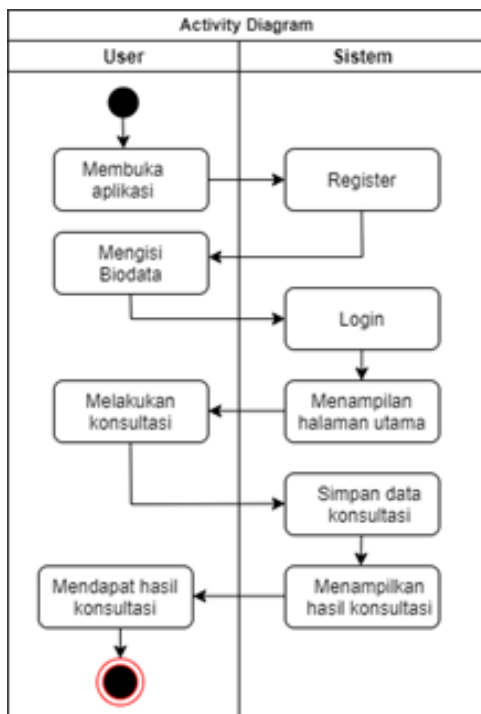 Activity Diagram
User
Sistem
Membuka
aplikasi
Register
Mengisi
Biodata
Login
Menampilan
halaman utama
Melakukan
konsultasi
Simpan data
konsultasi
Menampilkan
hasil konsultasi
Mendapat hasil
konsultasi